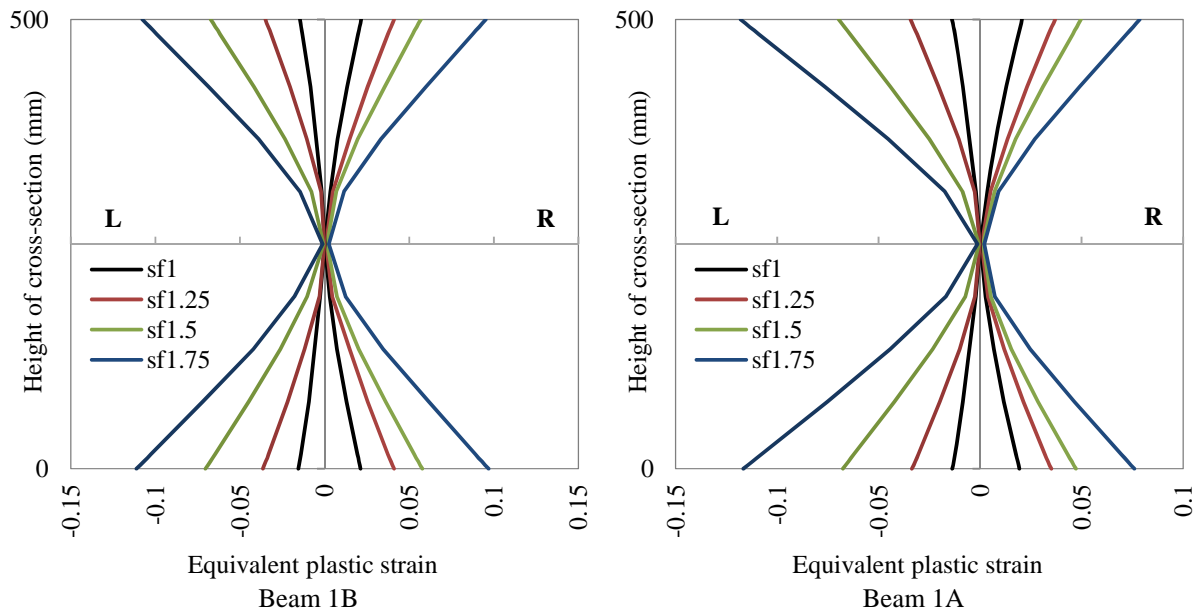 500
Height of cross-section (mm)
L
R
sf1
sf1.25
sf1.5
sf1.75
0
-0.15
-0.1
-0.05
0
0.05
0.1
0.15
Equivalent plastic strain
Beam 1B
500
Height of cross-section (mm)
L
R
sf1
sf1.25
sf1.5
sf1.75
0
-0.15
-0.1
-0.05
0
0.05
0.1
Equivalent plastic strain
Beam 1A